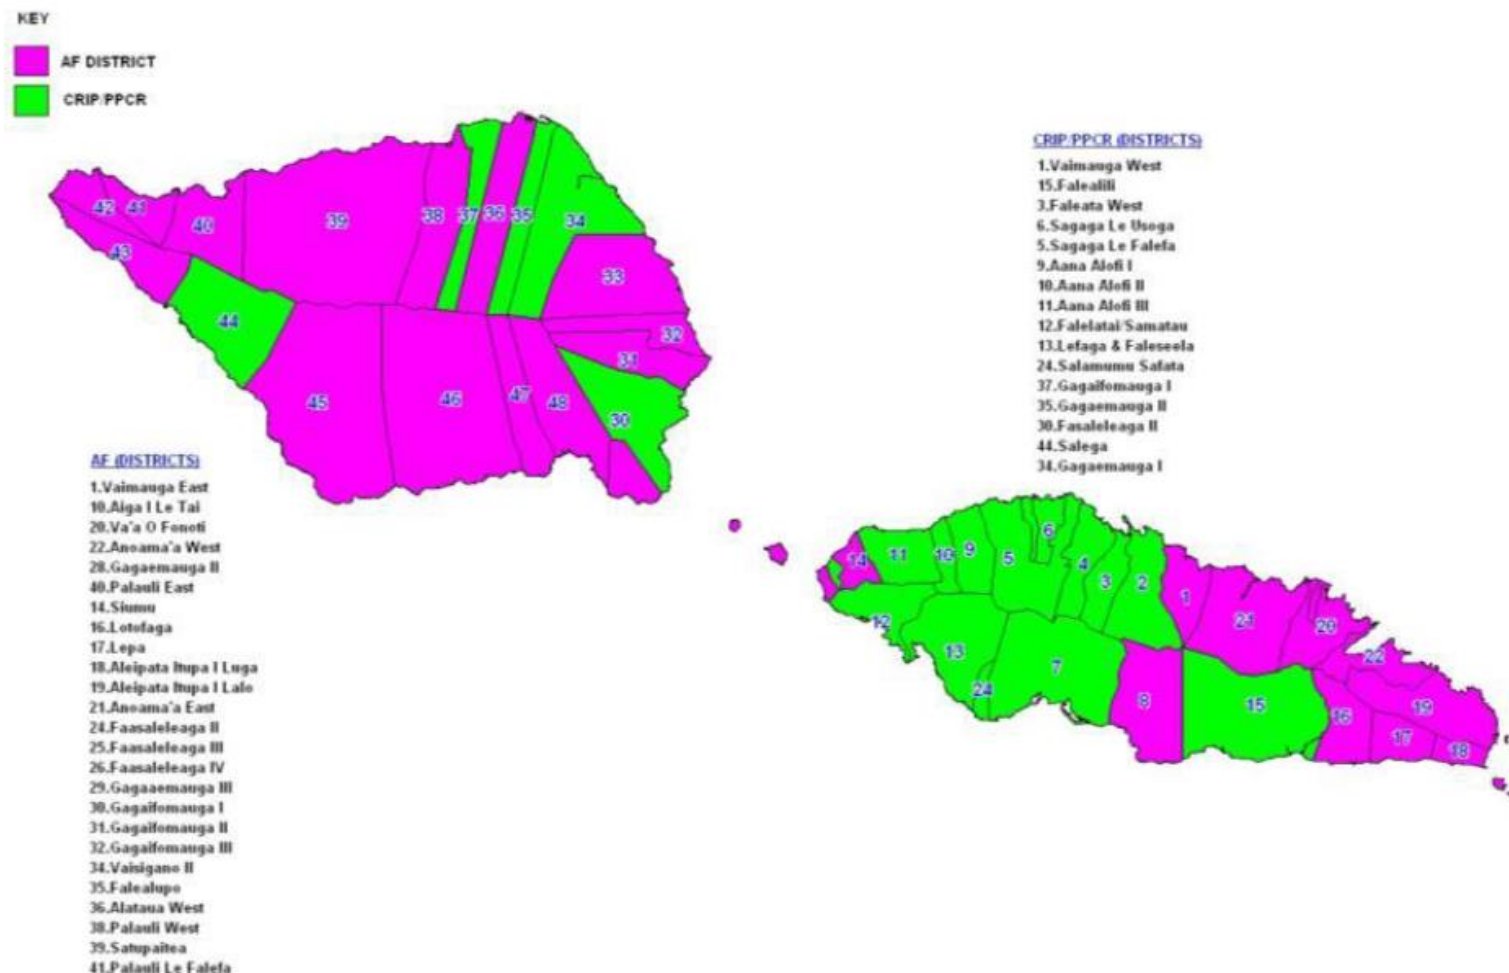 KEY
AF DISTRICT
CRIP/PPCR
CRIP/PPCR (DISTRICTS)
1.Vaimauga West
15.Falealili
3.Faleata West
6.Sagaga Le Usoga
5.Sagaga Le Falefa
9.Aana Alofi I
10.Aana Alofi II
11.Aana Alofi III
12.Falelatai/Samatau
13.Lefaga & Faleseela
24.Salamumu Safata
37.Gagaifomauga I
35.Gagaemauga II
30.Fasaleleaga II
44.Salega
34.Gagaemauga I
42
41
40
39
38
37
36
35
34
43
33
44
32
31
45
46
47
48
30
AF (DISTRICTS)
1.Vaimauga East
10.Aiga I Le Tai
20.Va'a O Fonoti
22.Anoama'a West
28.Gagaemauga II
40.Palauli East
14.Siumu
16.Lotofaga
17.Lepa
18.Aleipata Itupa I Luga
19.Aleipata Itupa I Lalo
21.Anoama'a East
24.Faasaleleaga II
25.Faasaleleaga III
26.Faasaleleaga IV
29.Gagaaemauga III
30.Gagaifomauga I
31.Gagaifomauga II
32.Gagaifomauga III
34.Vaisigano II
35.Falealupo
36.Alataua West
38.Palauli West
39.Satupaitea
41.Palauli Le Falefa
14
11
10
9
5
6
4
3
2
1
21
20
22
12
13
24
7
8
15
16
19
17
18